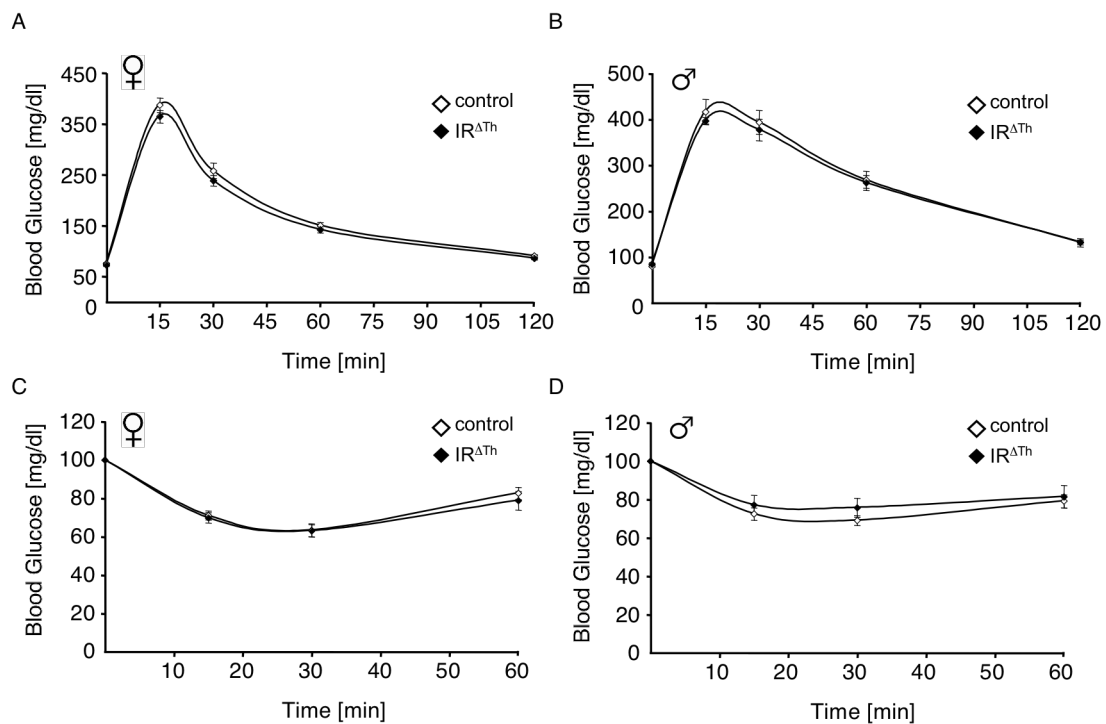 A
♀
Blood Glucose [mg/dl]
450
350
250
150
50
0
15 30 45 60 75 90 105 120
Time [min]
control
IR^ΔTh
B
♂
Blood Glucose [mg/dl]
500
400
300
200
100
0
15 30 45 60 75 90 105 120
Time [min]
control
IR^ΔTh
C
♀
Blood Glucose [mg/dl]
120
100
80
60
40
20
0
10 20 30 40 50 60
Time [min]
control
IR^ΔTh
D
♂
Blood Glucose [mg/dl]
120
100
80
60
40
20
0
10 20 30 40 50 60
Time [min]
control
IR^ΔTh